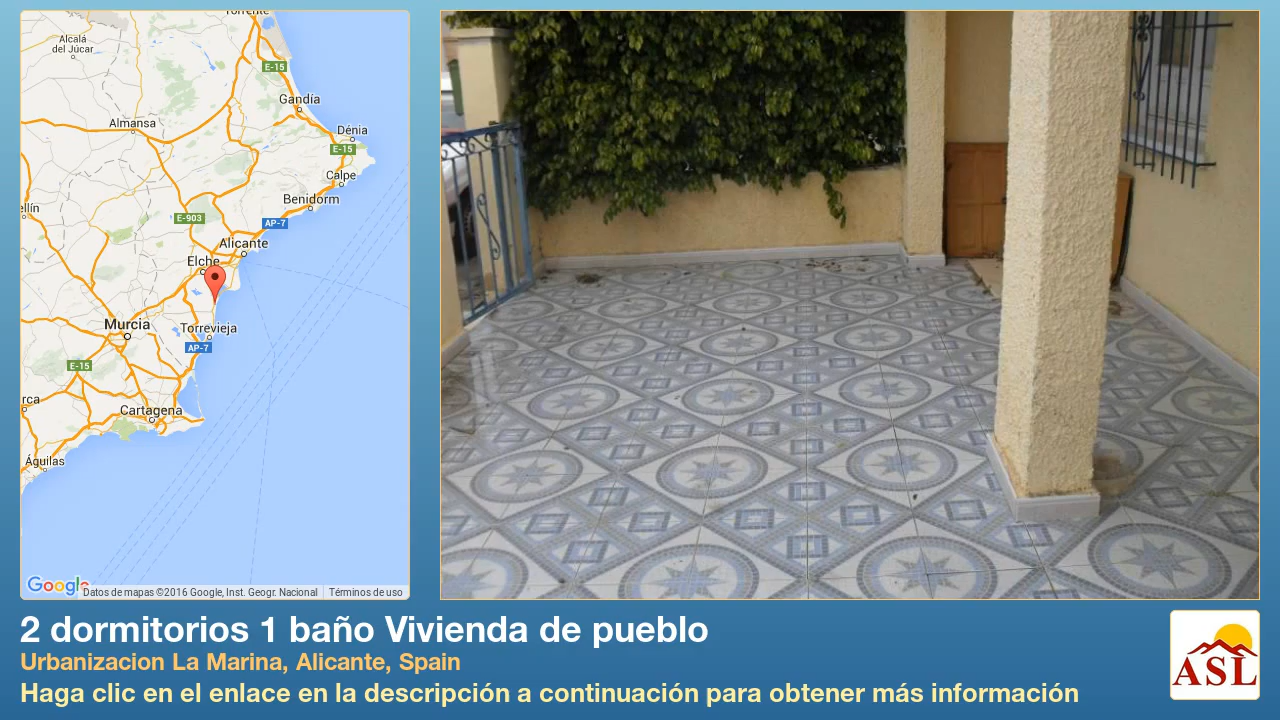 Torrente
Alcalá
del Júcar
E-15
Gandía
Almansa
Dénia
E-15
Calpe
Benidorm
E-903
AP-7
Alicante
Elche
Murcia
Torrevieja
AP-7
E-15
Cartagena
Águilas
Google
Datos de mapas ©2016 Google, Inst. Geogr. Nacional
Términos de uso
2 dormitorios 1 baño Vivienda de pueblo
Urbanizacion La Marina, Alicante, Spain
Haga clic en el enlace en la descripción a continuación para obtener más información
ASL